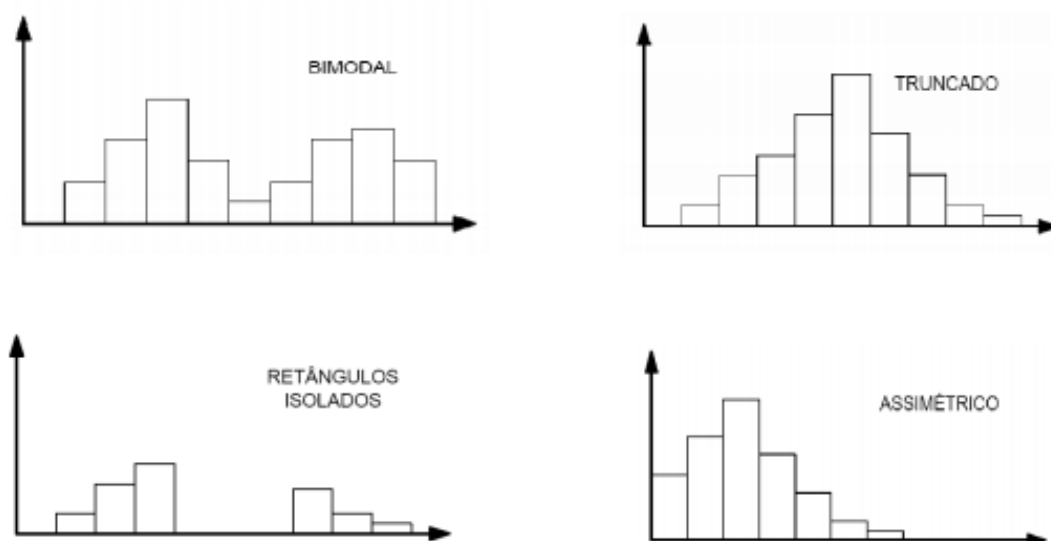 BIMODAL
TRUNCADO
RETÂNGULOS
ISOLADOS
ASSIMÉTRICO